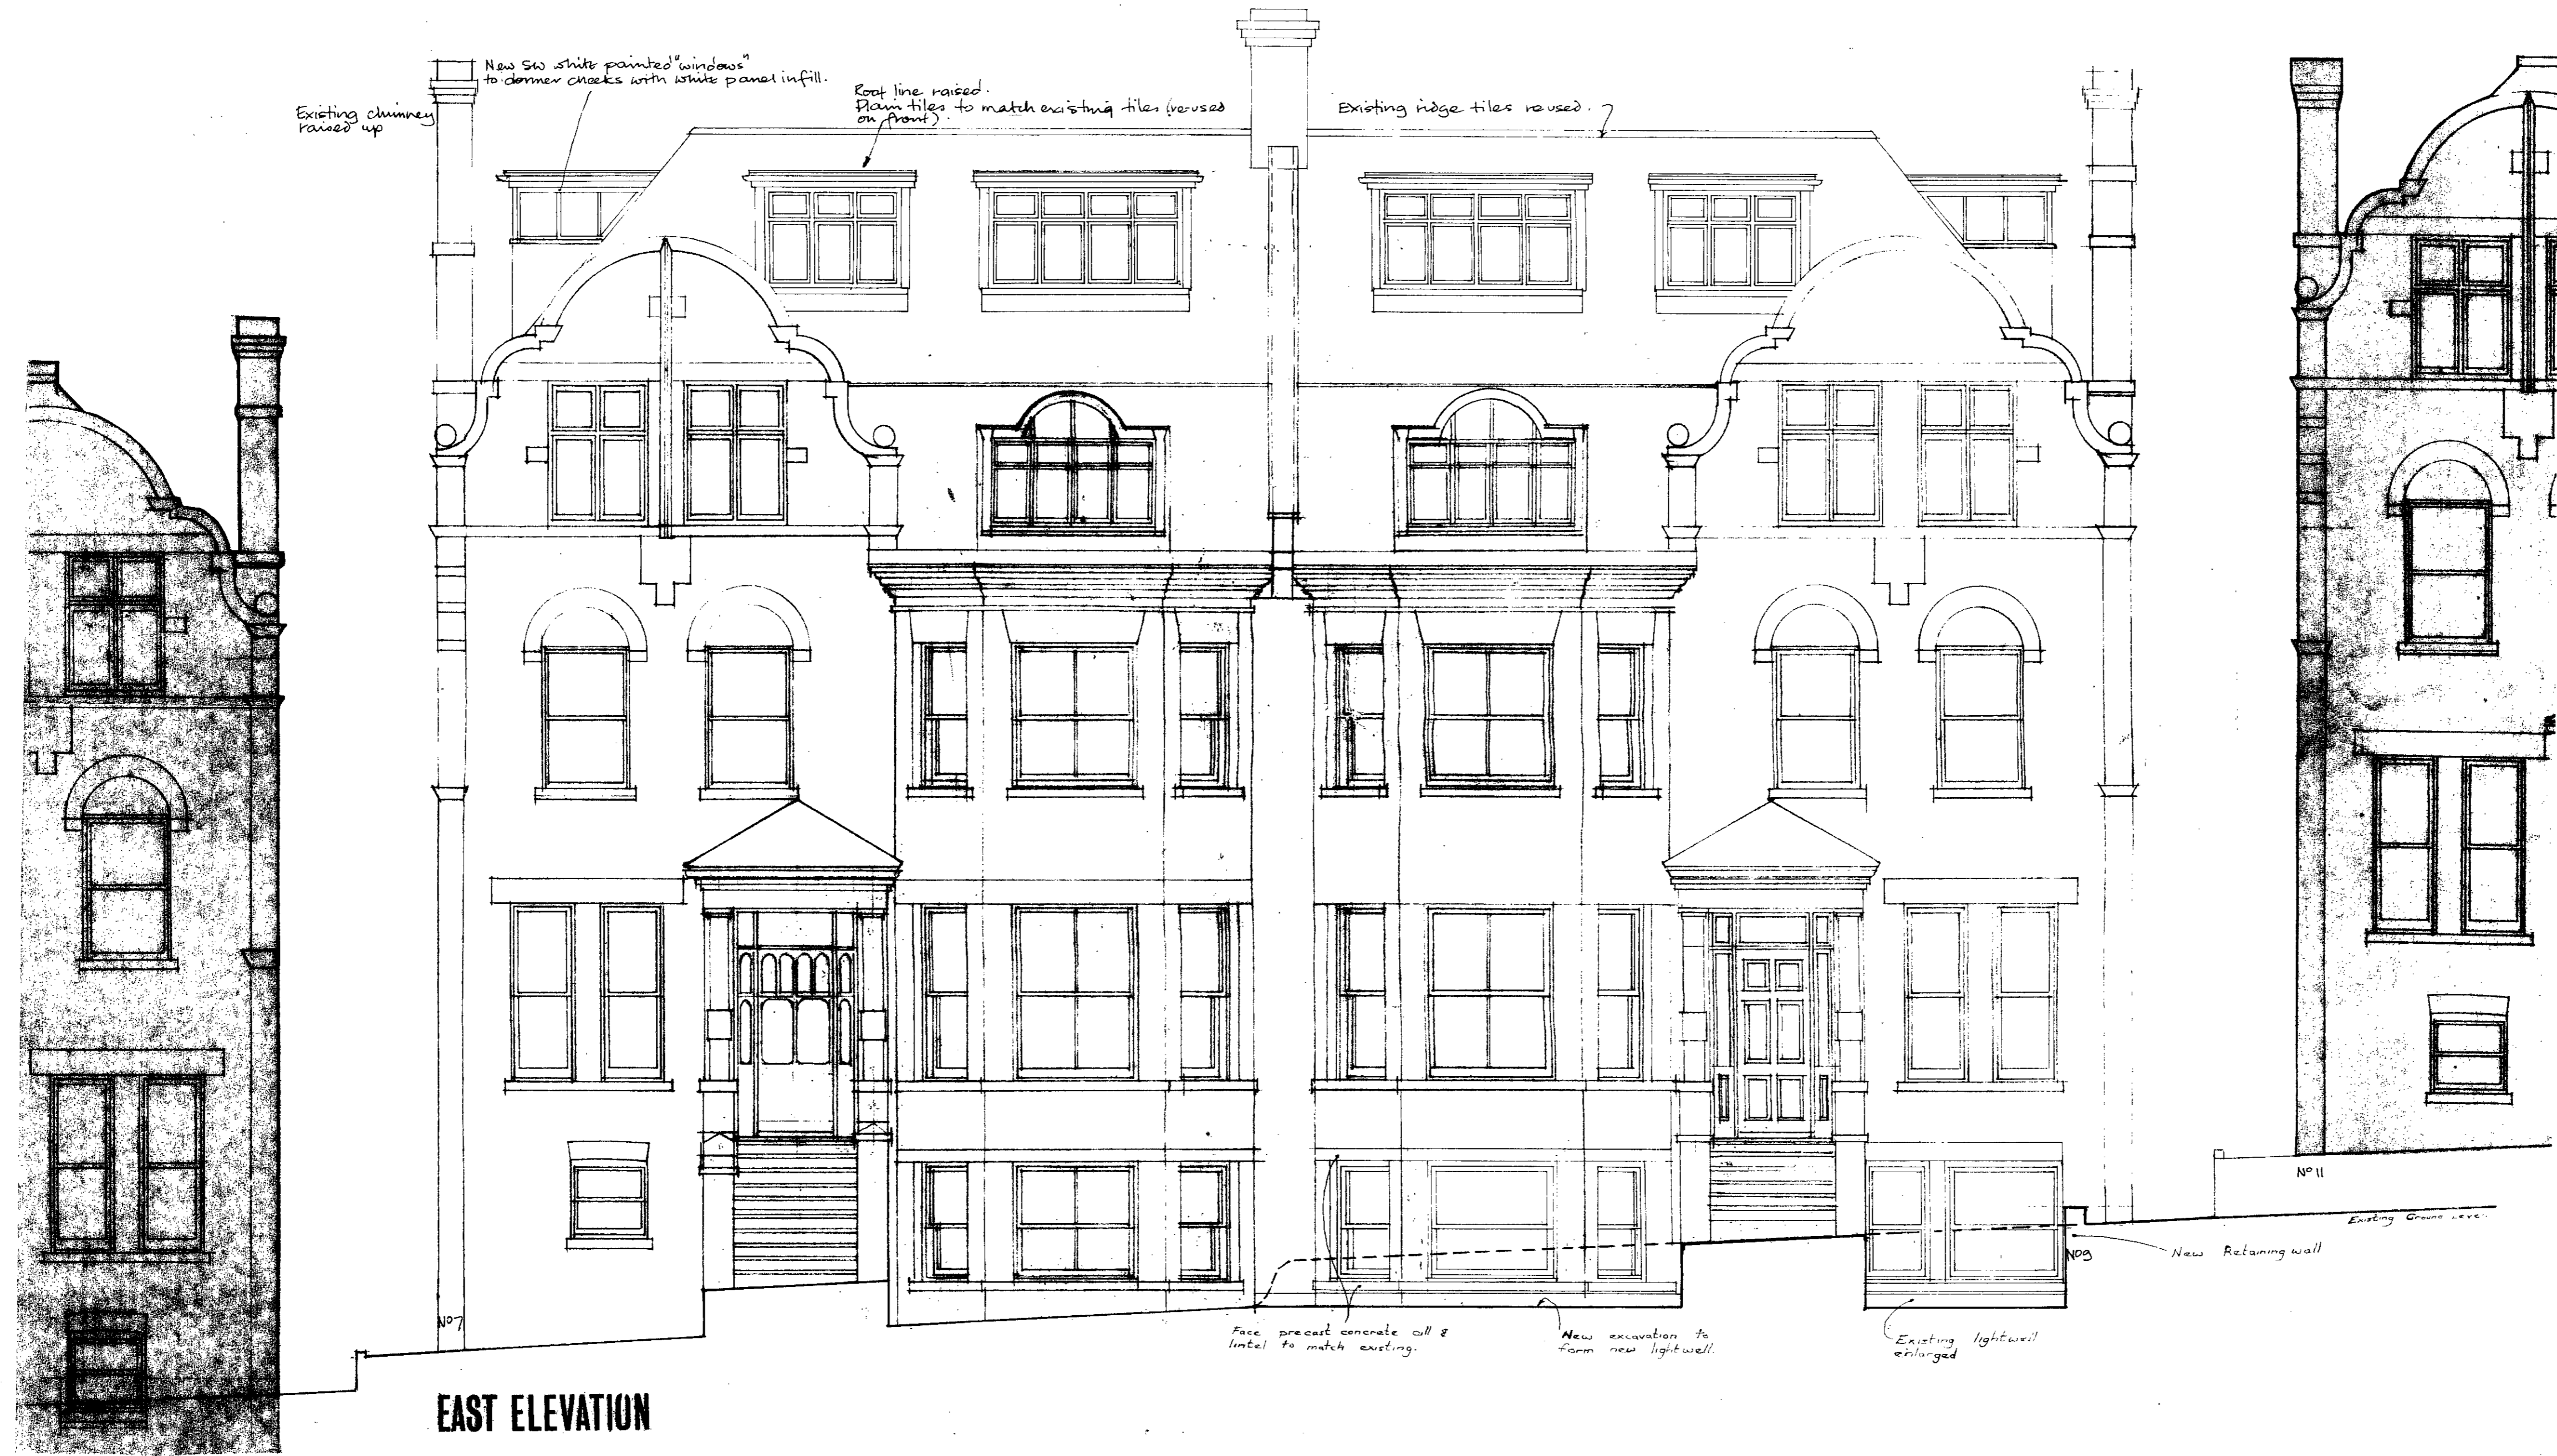 New SW white painted "windows"
to dormer cheeks with white panel infill.
Existing chimney
raised up
Roof line raised.
Plain tiles to match existing tiles (re-used
on front).
Existing ridge tiles reused.
Nº 11
Existing Ground Level.
New Retaining wall
Nº9
Nº7
Face precast concrete cill &
lintel to match existing.
New excavation to
form new lightwell.
Existing lightwell
enlarged
EAST ELEVATION